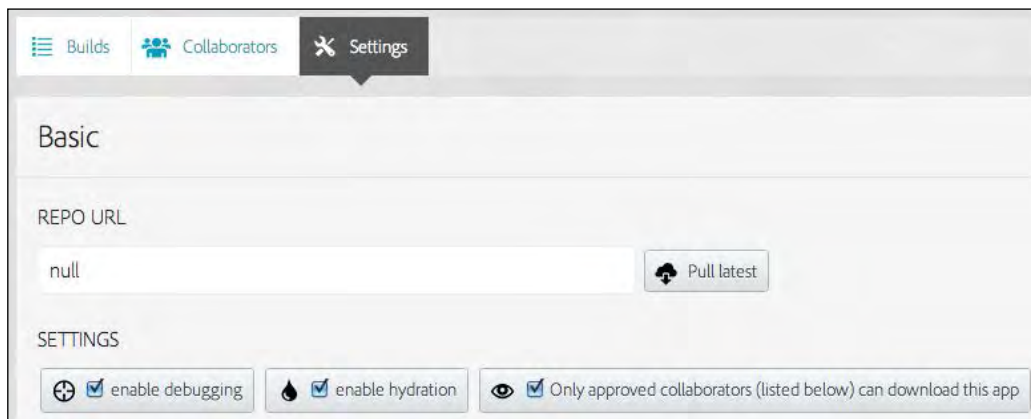 Builds Collaborators Settings
Basic
REPO URL
null Pull latest
SETTINGS
enable debugging enable hydration Only approved collaborators (listed below) can download this app